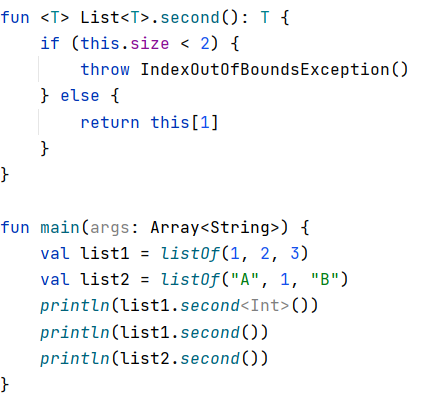 fun <T> List<T>.second(): T {
    if (this.size < 2) {
        throw IndexOutOfBoundsException()
    } else {
        return this[1]
    }
}

fun main(args: Array<String>) {
    val list1 = listOf(1, 2, 3)
    val list2 = listOf("A", 1, "B")
    println(list1.second<Int>())
    println(list1.second())
    println(list2.second())
}